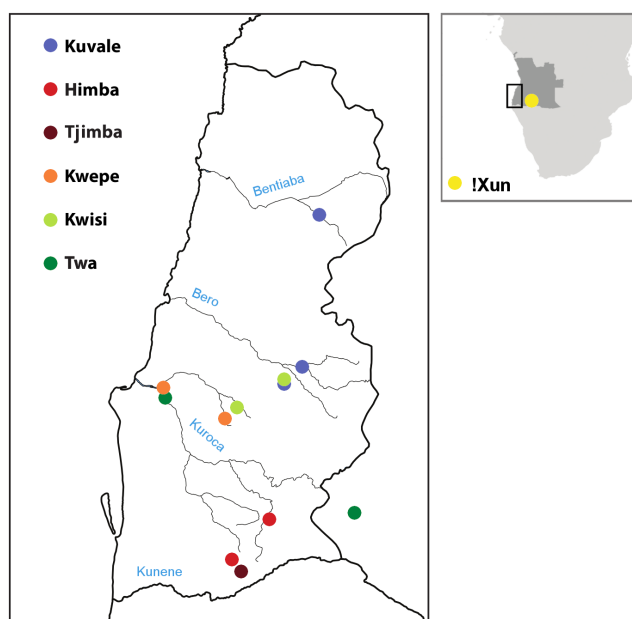 Kuvale
Himba
Tjimba
Kwepe
Kwisi
Twa
Bentiaba
Bero
Kuroca
Kunene
!Xun